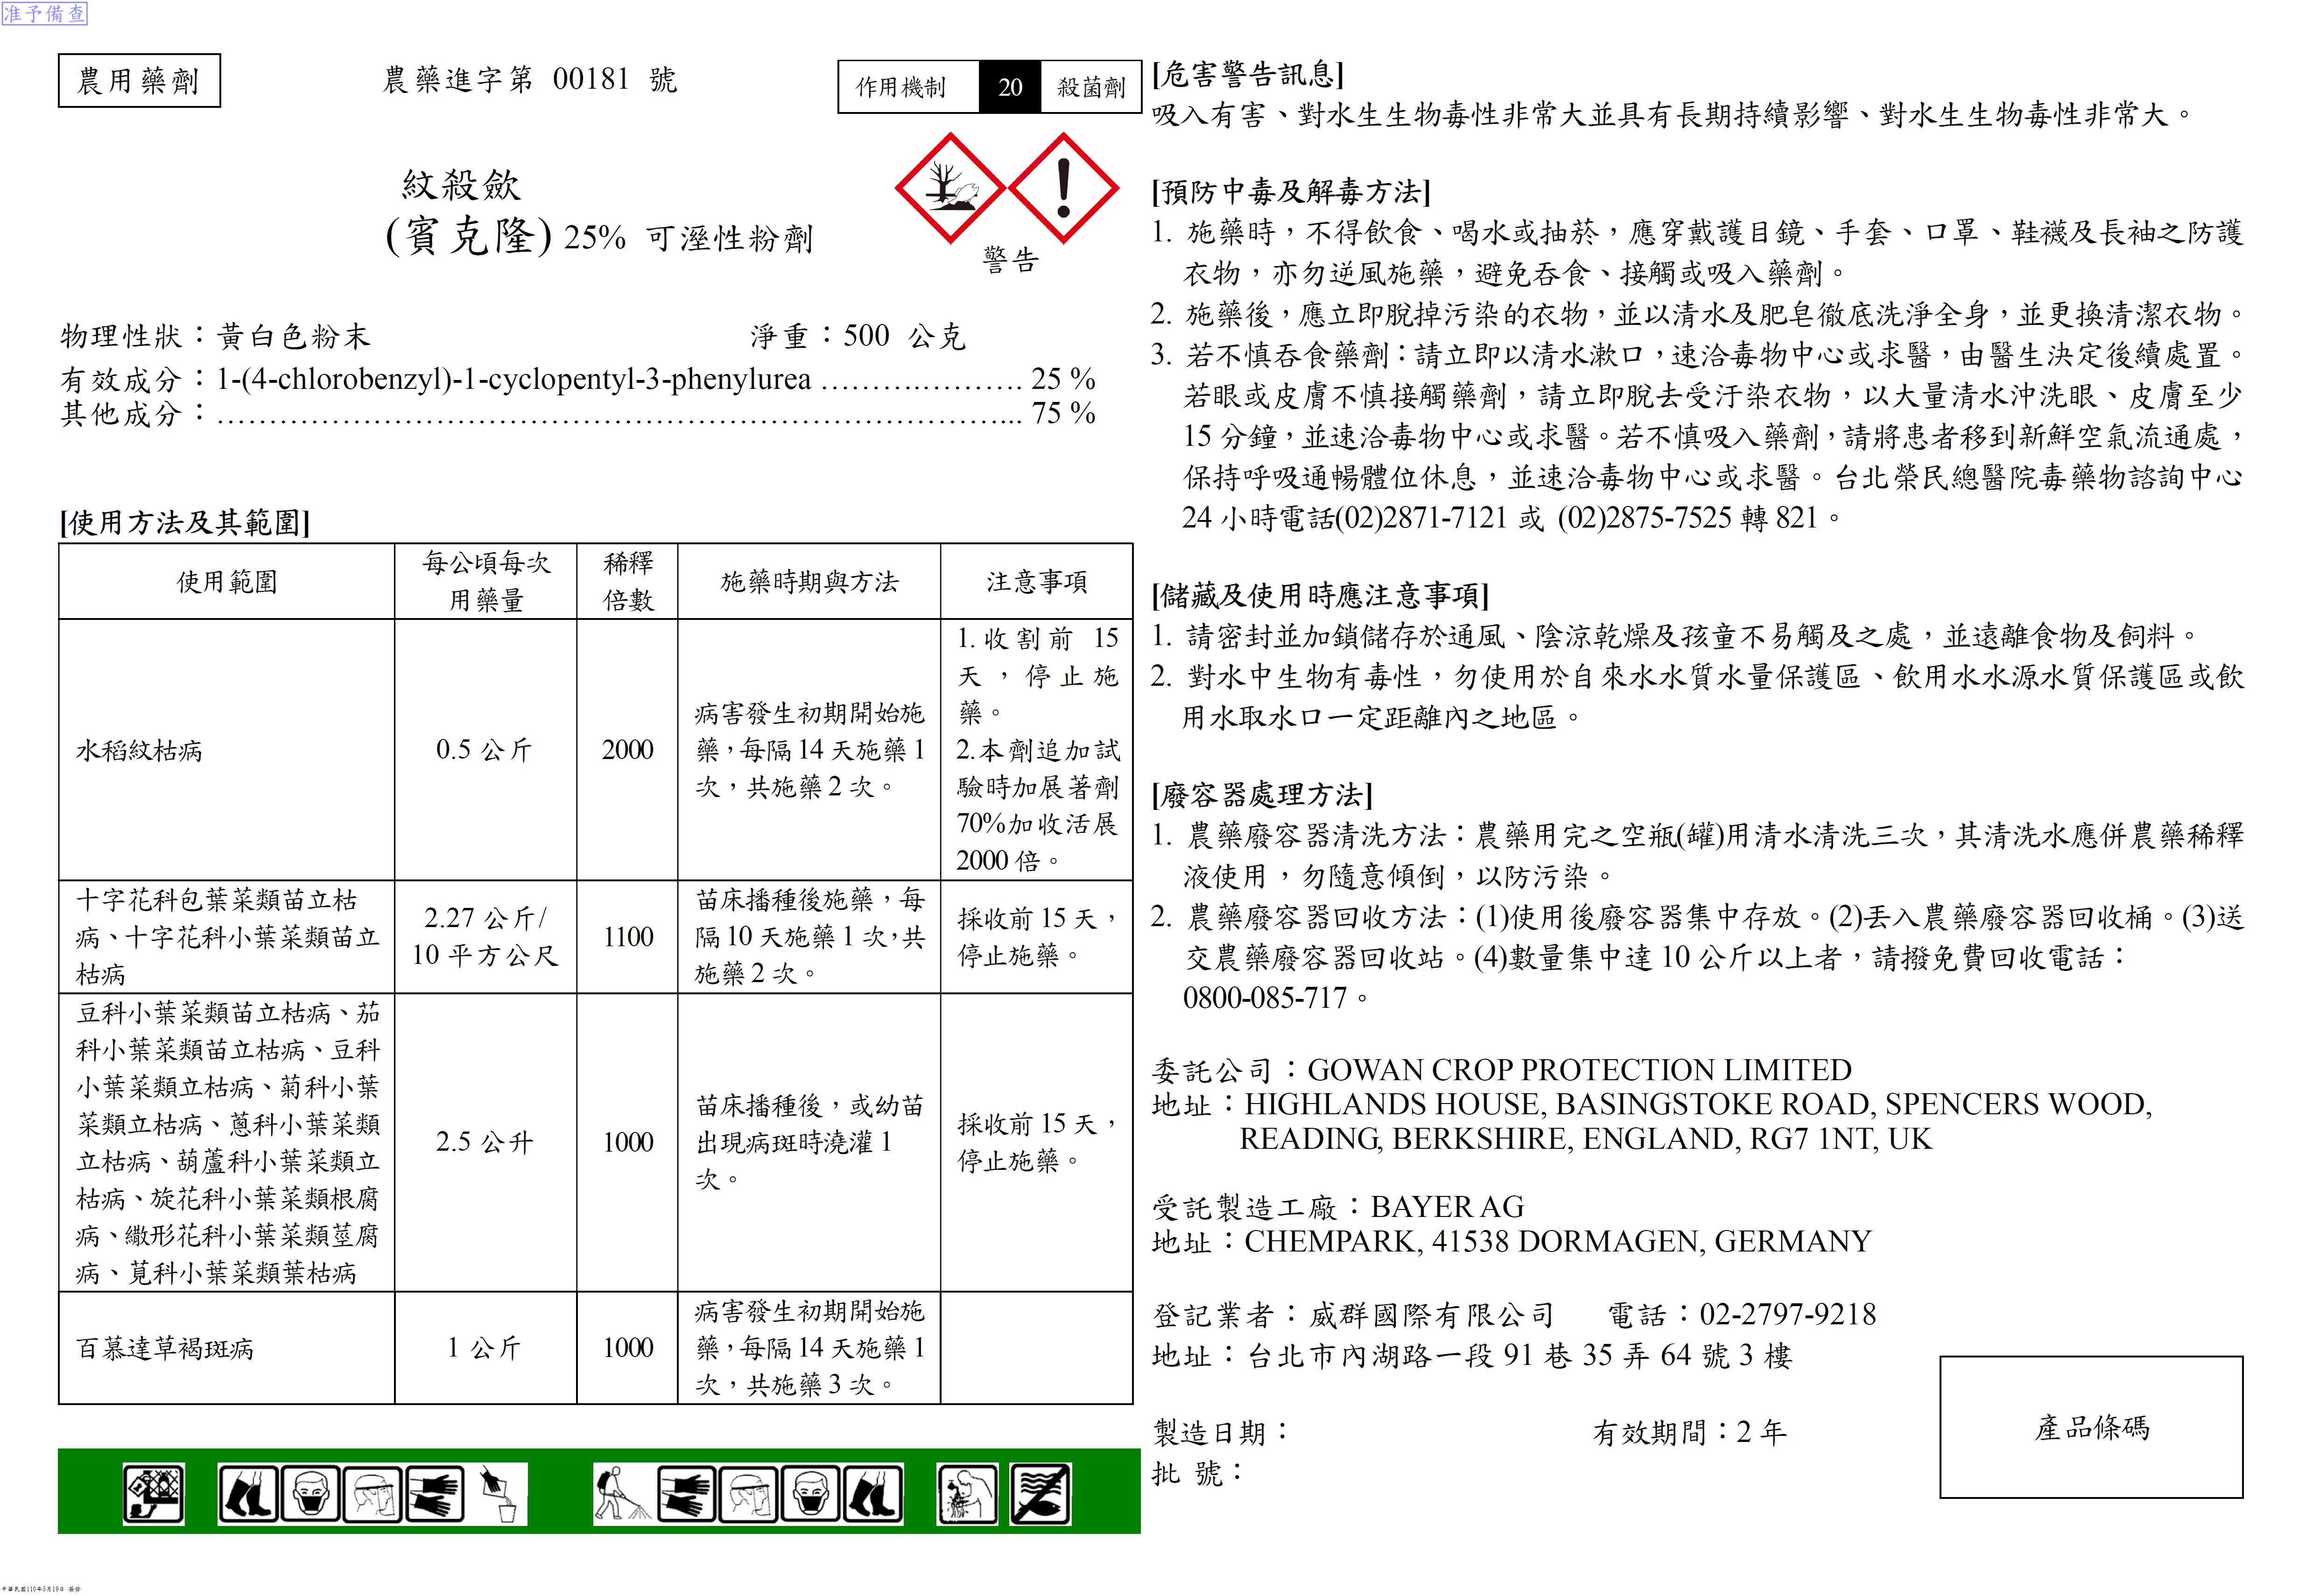 准予備查
農用藥劑
農藥進字第 00181 號
作用機制 20 殺菌劑
紋殺歛
(賓克隆) 25% 可溼性粉劑
警告
物理性狀：黃白色粉末 淨重：500 公克
有效成分：1-(4-chlorobenzyl)-1-cyclopentyl-3-phenylurea ………..………. 25 %
其他成分：…………………………………………………………………... 75 %
[使用方法及其範圍]
使用範圍
每公頃每次
用藥量
稀釋
倍數
施藥時期與方法
注意事項
水稻紋枯病
0.5 公斤
2000
病害發生初期開始施
藥，每隔 14 天施藥 1
次，共施藥 2 次。
1.收割前 15
天，停止施
藥。
2.本劑追加試
驗時加展著劑
70%加收活展
2000 倍。
十字花科包葉菜類苗立枯
病、十字花科小葉菜類苗立
枯病
2.27 公斤/
10 平方公尺
1100
苗床播種後施藥，每
隔 10 天施藥 1 次，共
施藥 2 次。
採收前 15 天，
停止施藥。
豆科小葉菜類苗立枯病、茄
科小葉菜類苗立枯病、豆科
小葉菜類立枯病、菊科小葉
菜類立枯病、蔥科小葉菜類
立枯病、葫蘆科小葉菜類立
枯病、旋花科小葉菜類根腐
病、繖形花科小葉菜類莖腐
病、莧科小葉菜類葉枯病
2.5 公升
1000
苗床播種後，或幼苗
出現病斑時澆灌 1
次。
採收前 15 天，
停止施藥。
百慕達草褐斑病
1 公斤
1000
病害發生初期開始施
藥，每隔 14 天施藥 1
次，共施藥 3 次。
[危害警告訊息]
吸入有害、對水生生物毒性非常大並具有長期持續影響、對水生生物毒性非常大。
[預防中毒及解毒方法]
1. 施藥時，不得飲食、喝水或抽菸，應穿戴護目鏡、手套、口罩、鞋襪及長袖之防護
衣物，亦勿逆風施藥，避免吞食、接觸或吸入藥劑。
2. 施藥後，應立即脫掉污染的衣物，並以清水及肥皂徹底洗淨全身，並更換清潔衣物。
3. 若不慎吞食藥劑：請立即以清水漱口，速洽毒物中心或求醫，由醫生決定後續處置。
若眼或皮膚不慎接觸藥劑，請立即脫去受汙染衣物，以大量清水沖洗眼、皮膚至少
15 分鐘，並速洽毒物中心或求醫。若不慎吸入藥劑，請將患者移到新鮮空氣流通處，
保持呼吸通暢體位休息，並速洽毒物中心或求醫。台北榮民總醫院毒藥物諮詢中心
24 小時電話(02)2871-7121 或 (02)2875-7525 轉 821。
[儲藏及使用時應注意事項]
1. 請密封並加鎖儲存於通風、陰涼乾燥及孩童不易觸及之處，並遠離食物及飼料。
2. 對水中生物有毒性，勿使用於自來水水質水量保護區、飲用水水源水質保護區或飲
用水取水口一定距離內之地區。
[廢容器處理方法]
1. 農藥廢容器清洗方法：農藥用完之空瓶(罐)用清水清洗三次，其清洗水應併農藥稀釋
液使用，勿隨意傾倒，以防污染。
2. 農藥廢容器回收方法：(1)使用後廢容器集中存放。(2)丟入農藥廢容器回收桶。(3)送
交農藥廢容器回收站。(4)數量集中達 10 公斤以上者，請撥免費回收電話：
0800-085-717。
委託公司：GOWAN CROP PROTECTION LIMITED
地址：HIGHLANDS HOUSE, BASINGSTOKE ROAD, SPENCERS WOOD,
READING, BERKSHIRE, ENGLAND, RG7 1NT, UK
受託製造工廠：BAYER AG
地址：CHEMPARK, 41538 DORMAGEN, GERMANY
登記業者：威群國際有限公司 電話：02-2797-9218
地址：台北市內湖路一段 91 巷 35 弄 64 號 3 樓
製造日期： 有效期間：2 年
批 號：
產品條碼
中華民國110年5月19日 簽發